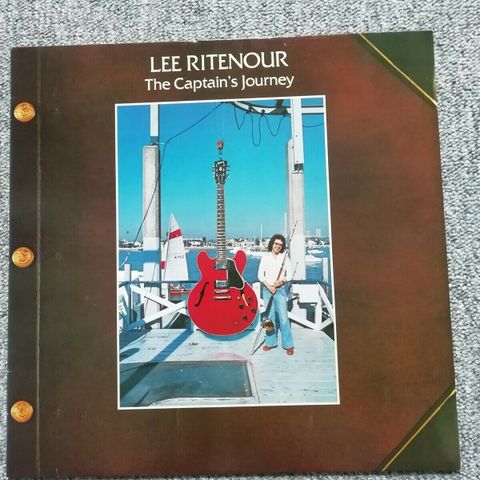 LEE RITENOUR
The Captain's Journey